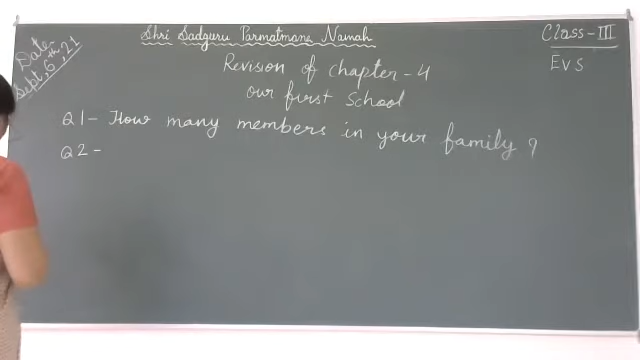 Shri Sadguru Parmatmane Namah
Class-III
Date
Sept, 6th, 21
EVS
Revision of chapter-4
our first School
Q1- How many members in your family ?
Q2-